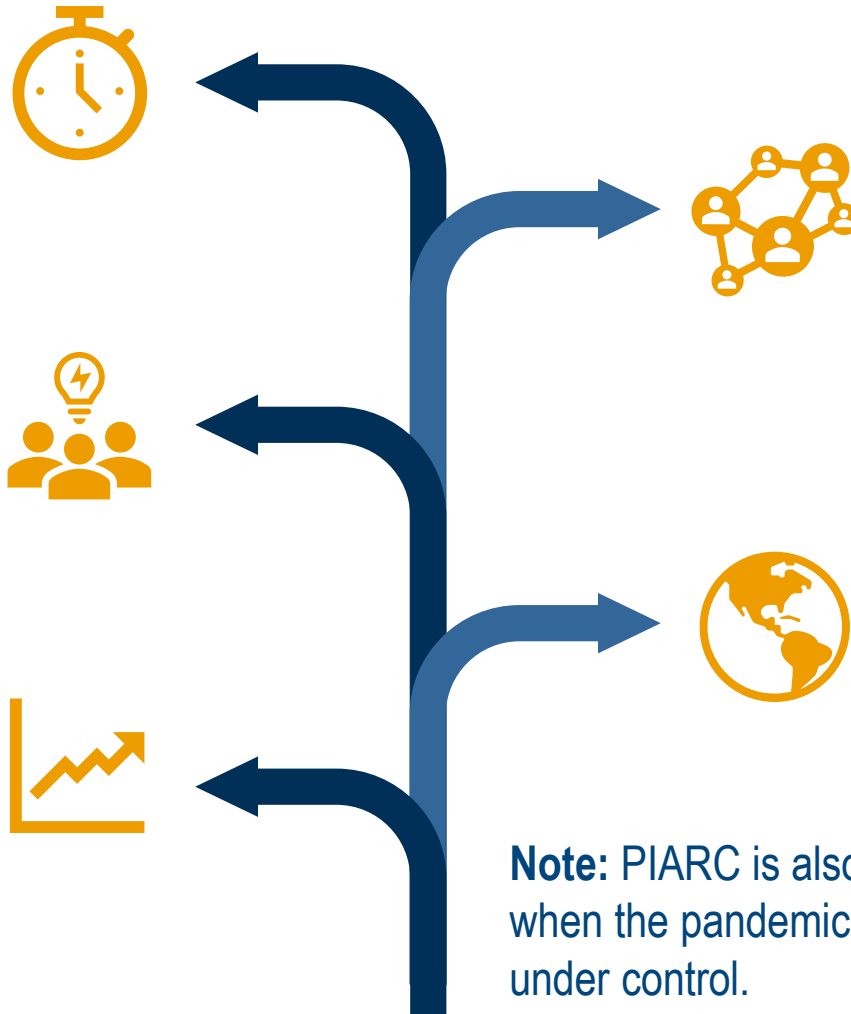 Note: PIARC is also
when the pandemic
under control.